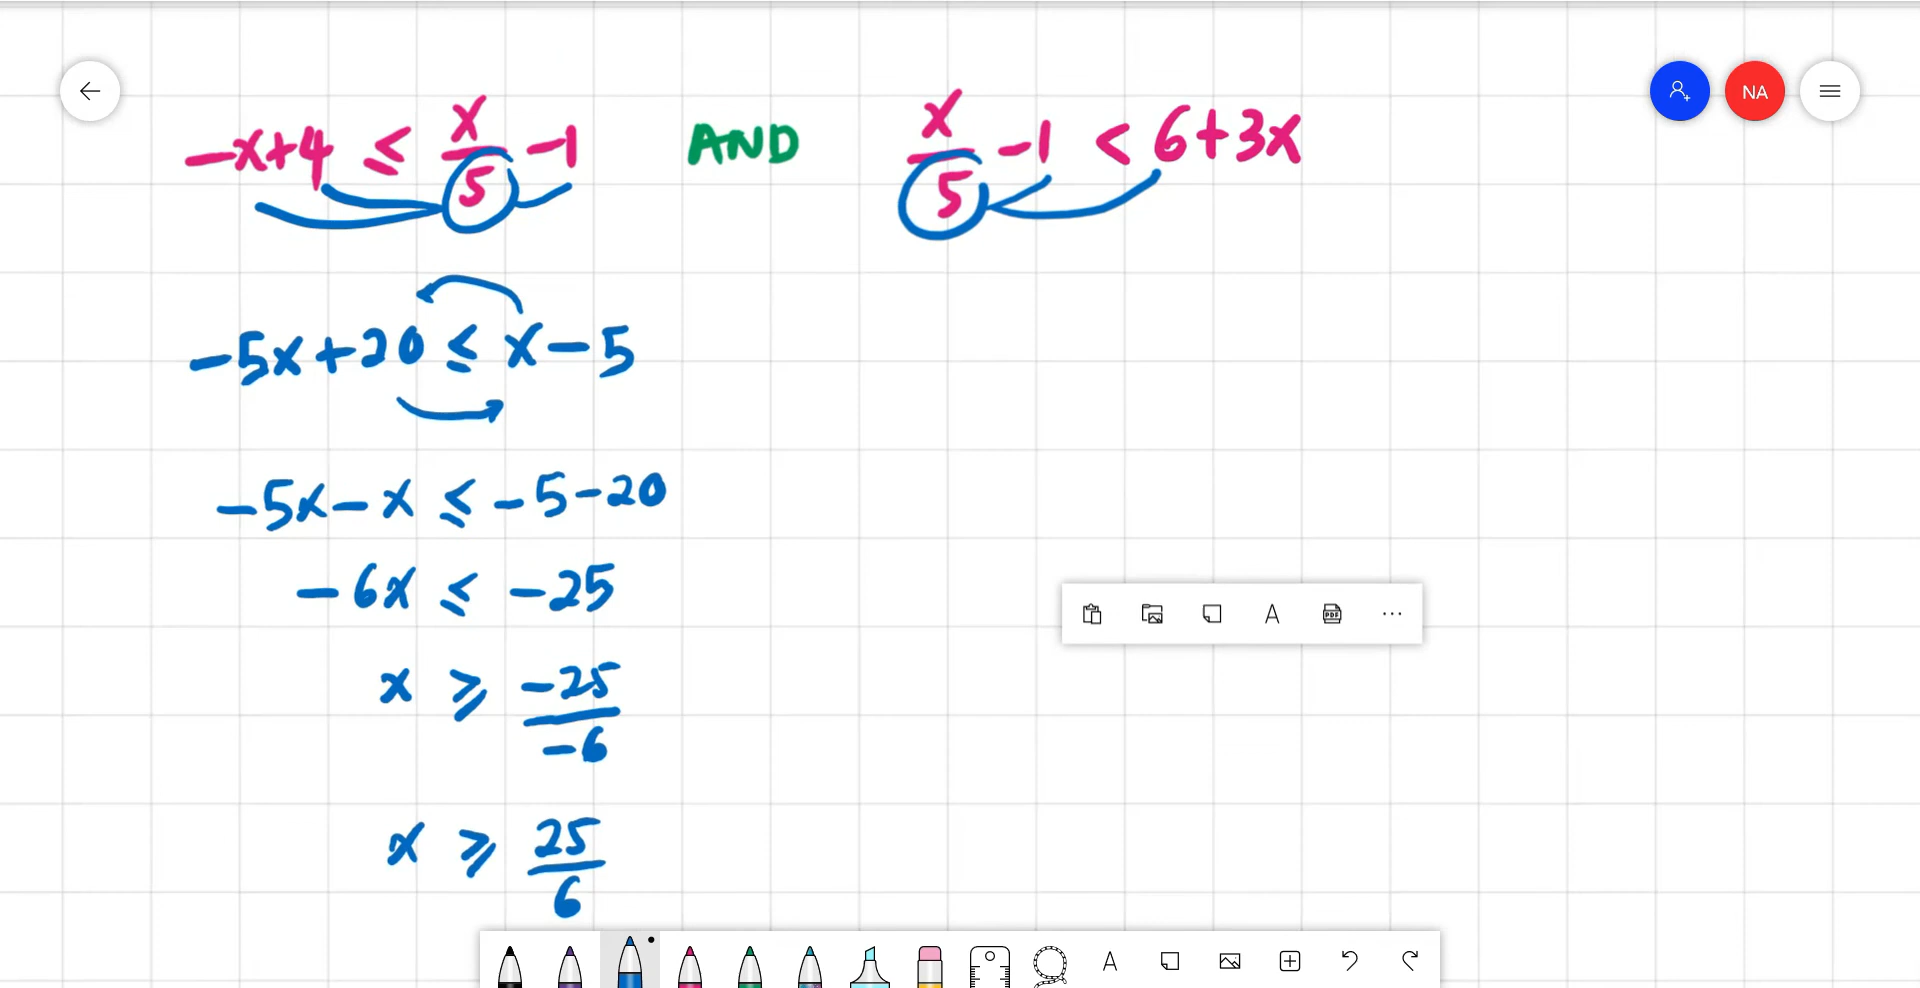 NA
-x+4 ≤ x/5 -1 AND x/5 -1 < 6+3x
-5x+20 ≤ x-5
-5x-x ≤ -5-20
-6x ≤ -25
x ≥ -25/-6
x ≥ 25/6
PDF
A
A